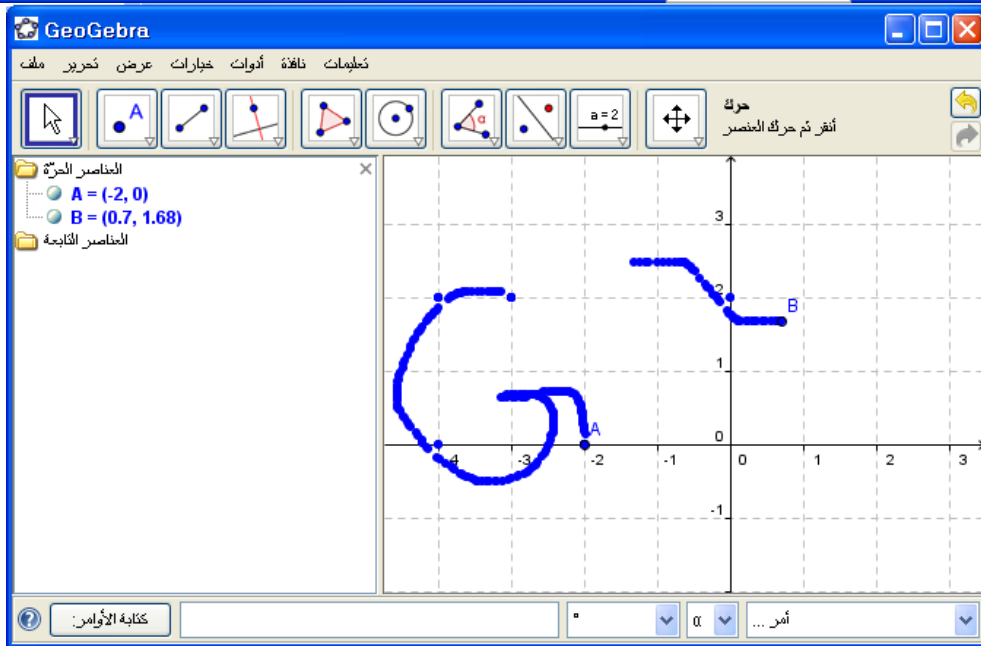 GeoGebra
ملف تحرير عرض خيارات أدوات نافذة تعليمات
A
α
a = 2
حرك
أنقر ثم حرك العنصر
العناصر الحرّة
A = (-2, 0)
B = (0.7, 1.68)
العناصر التابعة
3
2
B
1
0
A
-4 -3 -2 -1 0 1 2 3
-1
كتابة الأوامر:
α
أمر ...